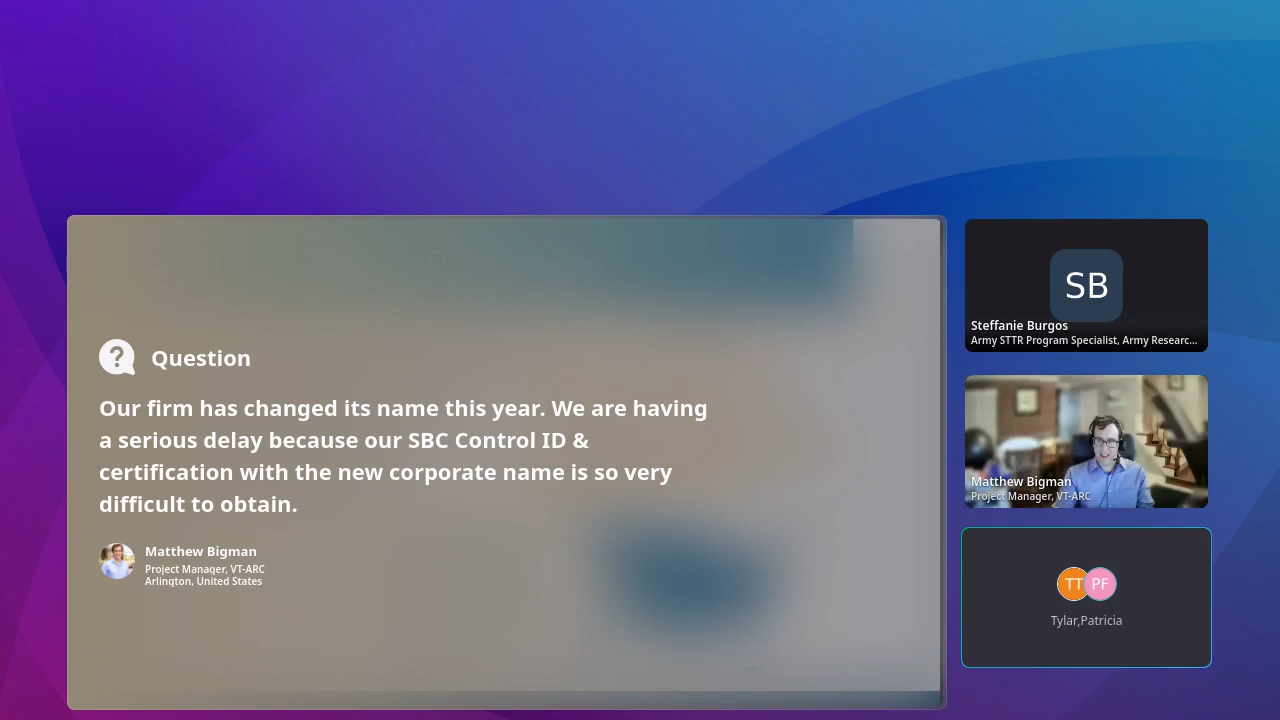 Question
Our firm has changed its name this year. We are having
a serious delay because our SBC Control ID &
certification with the new corporate name is so very
difficult to obtain.
Matthew Bigman
Project Manager, VT-ARC
Arlington, United States
SB
Steffanie Burgos
Army STTR Program Specialist, Army Researc...
Matthew Bigman
Project Manager, VT-ARC
TT PF
Tylar,Patricia